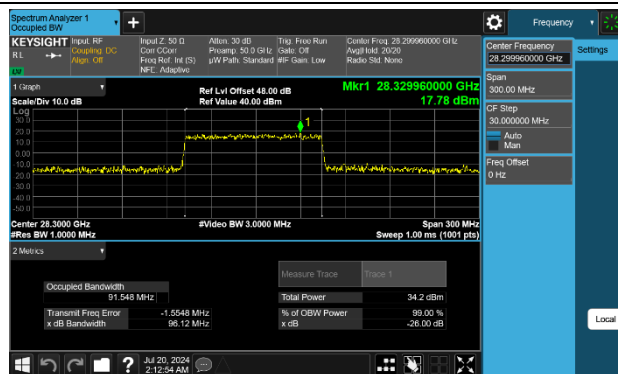 Spectrum Analyzer 1
Occupied BW
Frequency
KEYSIGHT
RL
LW
Input: RF
Coupling: DC
Align: Off
Input Z: 50 Ω
Corr CCorr
Freq Ref: Int (S)
NFE: Adaptive
Atten: 30 dB
Preamp: 50.0 GHz
µW Path: Standard
Trig: Free Run
Gate: Off
#IF Gain: Low
Center Freq: 28.299960000 GHz
Avg|Hold: 20/20
Radio Std: None
1 Graph
Scale/Div 10.0 dB
Ref Lvl Offset 48.00 dB
Ref Value 40.00 dBm
Mkr1 28.329960000 GHz
17.78 dBm
Log
30.0
20.0
10.0
0.00
10.0
20.0
30.0
-40.0
-50.0
1
Center 28.3000 GHz
#Res BW 1.0000 MHz
#Video BW 3.0000 MHz
Span 300 MHz
Sweep 1.00 ms (1001 pts)
2 Metrics
Measure Trace
Trace 1
Occupied Bandwidth
91.548 MHz
Total Power
34.2 dBm
Transmit Freq Error
-1.5548 MHz
% of OBW Power
99.00 %
x dB Bandwidth
96.12 MHz
x dB
-26.00 dB
Center Frequency
28.299960000 GHz
Settings
Span
300.00 MHz
CF Step
30.000000 MHz
Auto
Man
Freq Offset
0 Hz
Local
?
Jul 20, 2024
2:12:54 AM